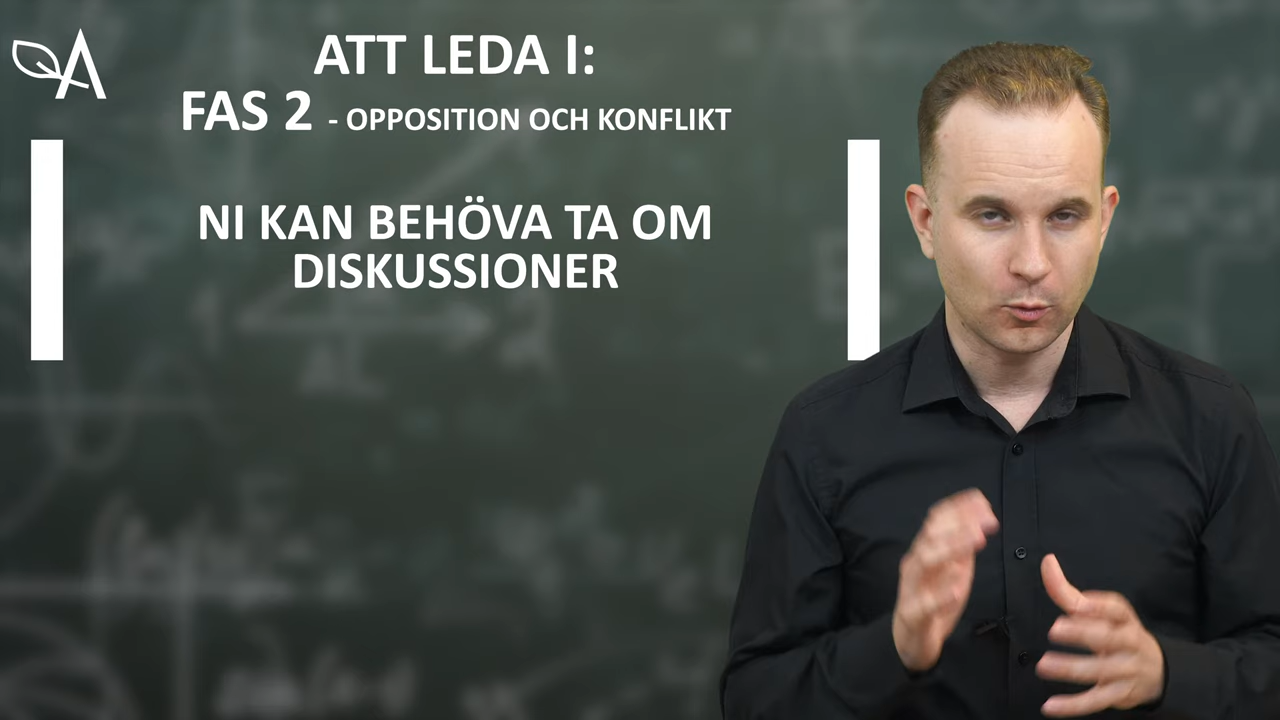 ATT LEDA I:
FAS 2 - OPPOSITION OCH KONFLIKT
NI KAN BEHÖVA TA OM
DISKUSSIONER